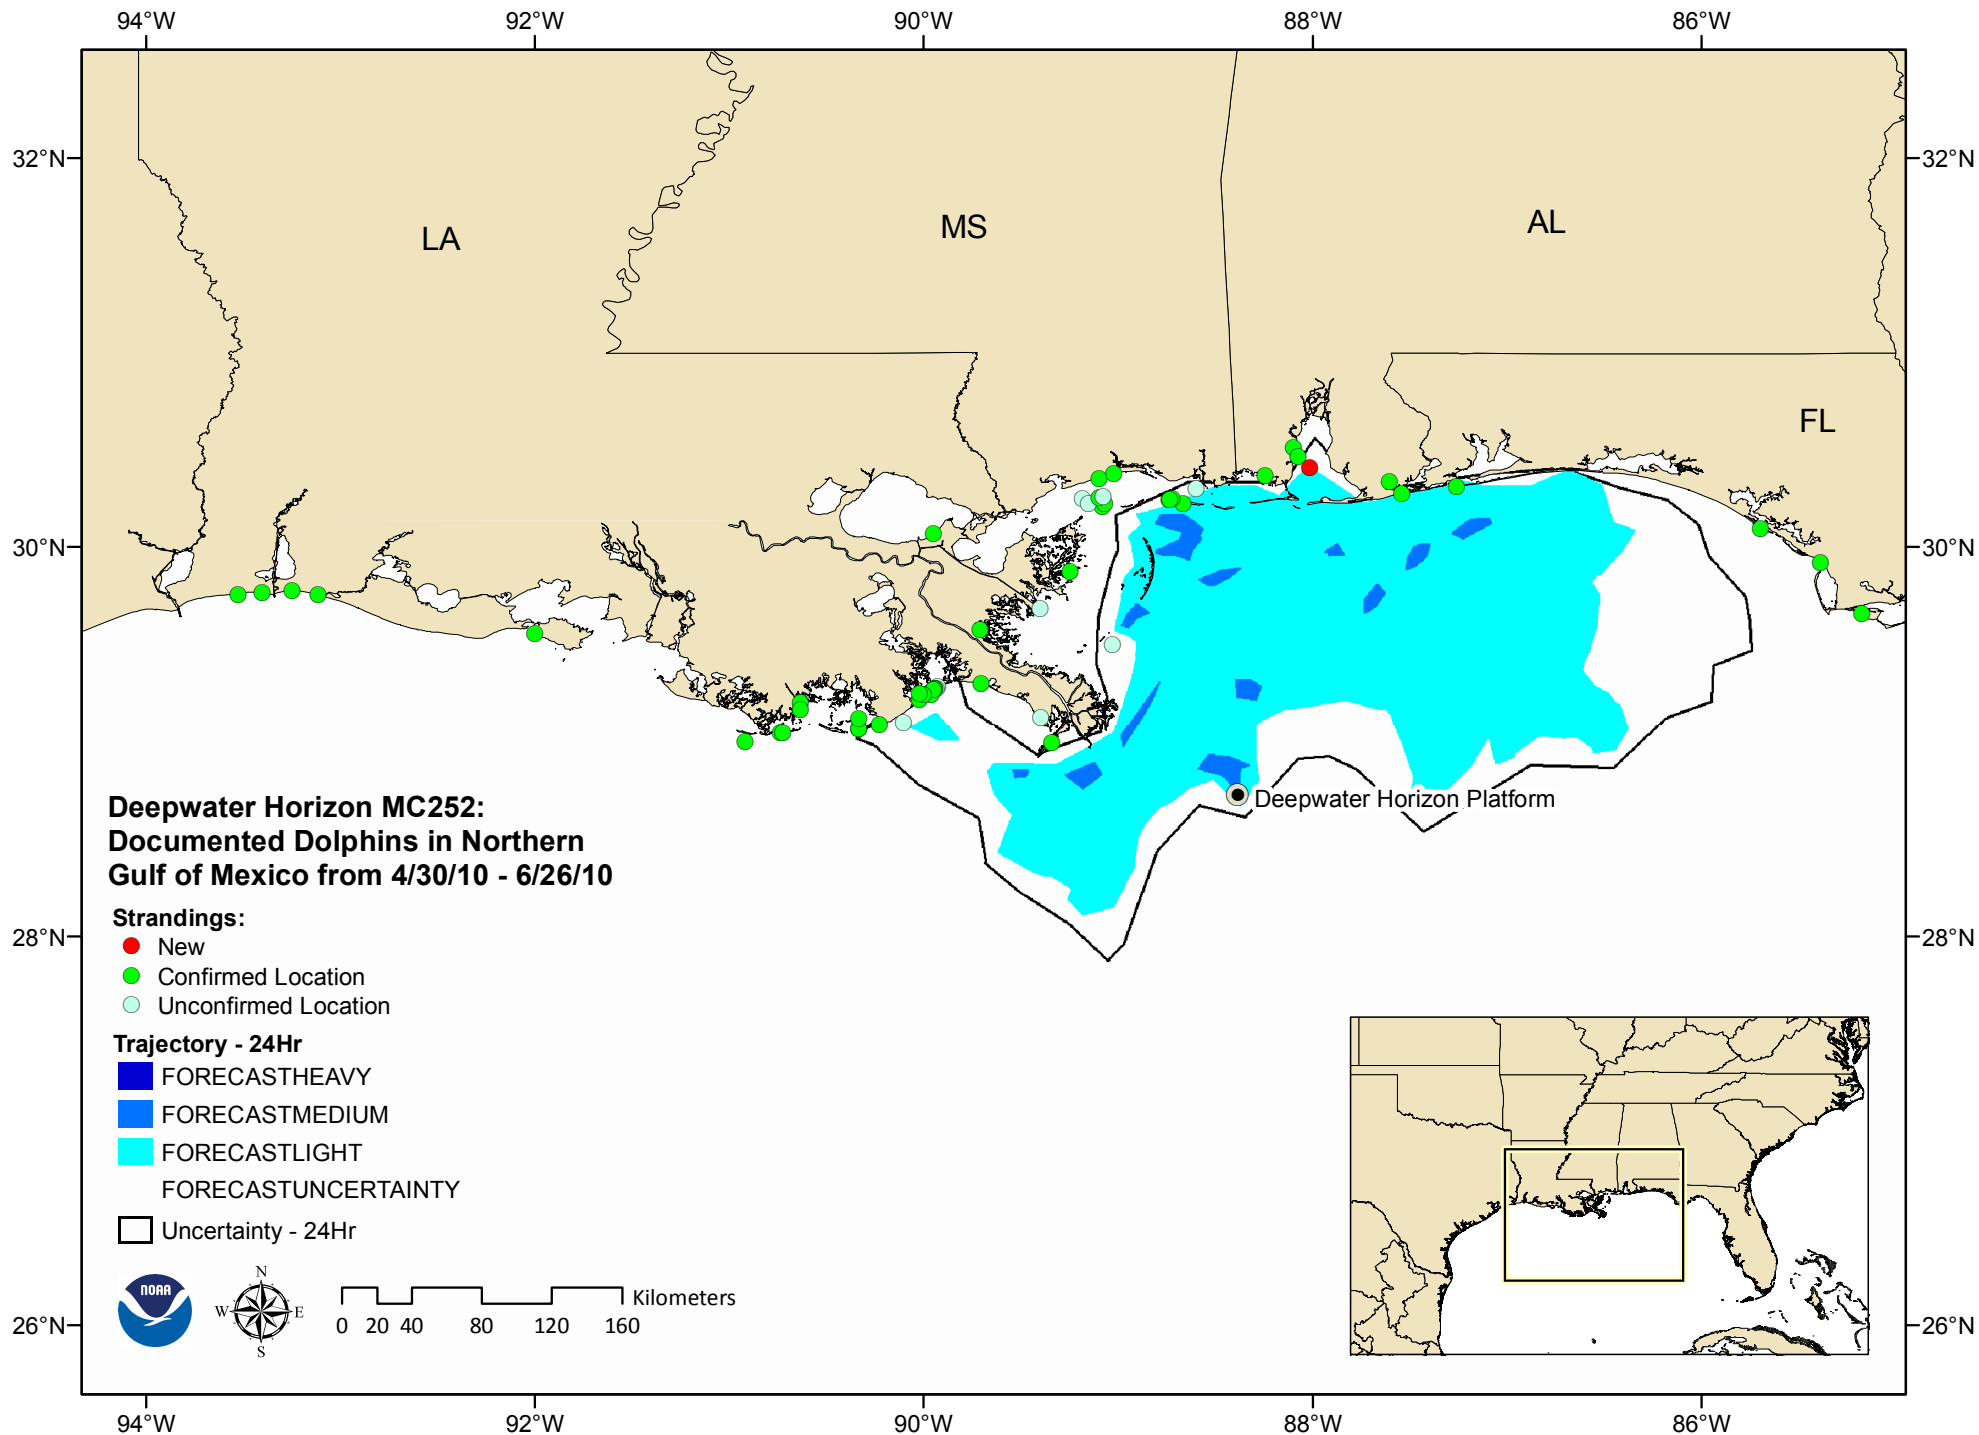 94°W 92°W 90°W 88°W 86°W
32°N 32°N
LA MS AL
FL
30°N 30°N
Deepwater Horizon Platform
Deepwater Horizon MC252:
Documented Dolphins in Northern
Gulf of Mexico from 4/30/10 - 6/26/10
Strandings:
28°N 28°N
New
Confirmed Location
Unconfirmed Location
Trajectory - 24Hr
FORECASTHEAVY
FORECASTMEDIUM
FORECASTLIGHT
FORECASTUNCERTAINTY
Uncertainty - 24Hr
NOAA
N
W E
S
Kilometers
0 20 40 80 120 160
26°N 26°N
94°W 92°W 90°W 88°W 86°W